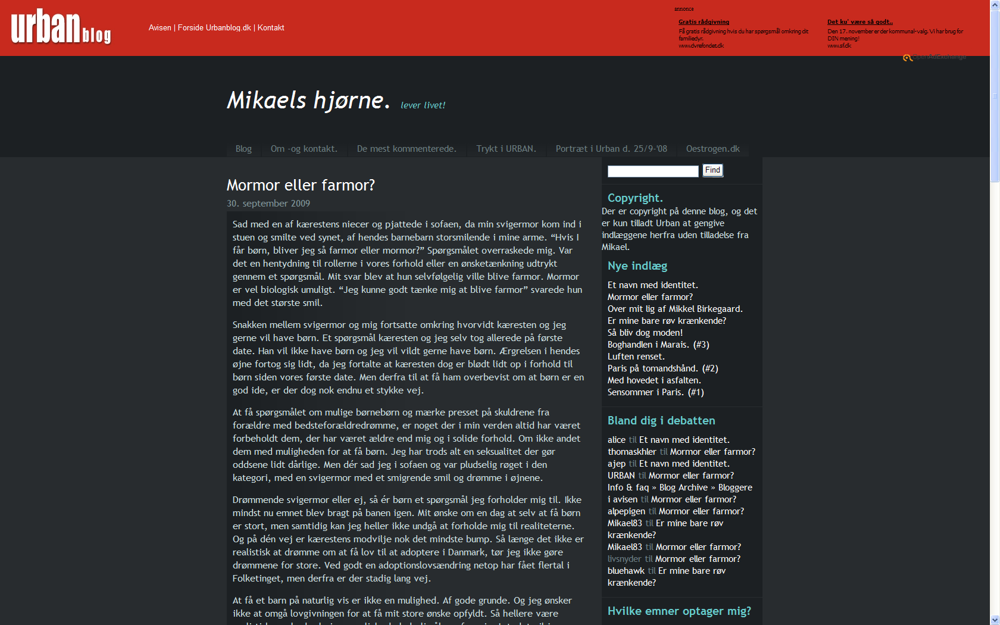 urban blog
Avisen | Forside Urbanblog.dk | Kontakt
annonce
Gratis rådgivning
Få gratis rådgivning hvis du har spørgsmål omkring dit
familiedyr.
www.dyrefondet.dk
Det ku' være så godt..
Den 17. november er der kommunal-valg. Vi har brug for
DIN mening!
www.sf.dk
OpenAdExchange
Mikaels hjørne. lever livet!
Blog
Om -og kontakt.
De mest kommenterede.
Trykt i URBAN.
Portræt i Urban d. 25/9-'08
Oestrogen.dk
Mormor eller farmor?
30. september 2009
Sad med en af kærestens niecer og pjattede i sofaen, da min svigermor kom ind i
stuen og smilte ved synet, af hendes barnebarn storsmilende i mine arme. “Hvis I
får børn, bliver jeg så farmor eller mormor?” Spørgsmålet overraskede mig. Var
det en hentydning til rollerne i vores forhold eller en ønsketænkning udtrykt
gennem et spørgsmål. Mit svar blev at hun selvfølgelig ville blive farmor. Mormor
er vel biologisk umuligt. “Jeg kunne godt tænke mig at blive farmor” svarede hun
med det største smil.
Snakken mellem svigermor og mig fortsatte omkring hvorvidt kæresten og jeg
gerne vil have børn. Et spørgsmål kæresten og jeg selv tog allerede på første
date. Han vil ikke have børn og jeg vil vildt gerne have børn. Ærgrelsen i hendes
øjne fortog sig lidt, da jeg fortalte at kæresten dog er blødt lidt op i forhold til
børn siden vores første date. Men derfra til at få ham overbevist om at børn er en
god ide, er der dog nok endnu et stykke vej.
At få spørgsmålet om mulige børnebørn og mærke presset på skuldrene fra
forældre med bedsteforældredrømme, er noget der i min verden altid har været
forbeholdt dem, der har været ældre end mig og i solide forhold. Om ikke andet
dem med muligheden for at få børn. Jeg har trods alt en seksualitet der gør
oddsene lidt dårlige. Men dér sad jeg i sofaen og var pludselig røget i den
kategori, med en svigermor med et smigrende smil og drømme i øjnene.
Drømmende svigermor eller ej, så ér børn et spørgsmål jeg forholder mig til. Ikke
mindst nu emnet blev bragt på banen igen. Mit ønske om en dag at selv at få børn
er stort, men samtidig kan jeg heller ikke undgå at forholde mig til realiteterne.
Og på dén vej er kærestens modvilje nok det mindste bump. Så længe det ikke er
realistisk at drømme om at få lov til at adoptere i Danmark, tør jeg ikke gøre
drømmene for store. Ved godt en adoptionslovsændring netop har fået flertal i
Folketinget, men derfra er der stadig lang vej.
At få et barn på naturlig vis er ikke en mulighed. Af gode grunde. Og jeg ønsker
ikke at omgå lovgivningen for at få mit store ønske opfyldt. Så hellere være
Find
Copyright.
Der er copyright på denne blog, og det
er kun tilladt Urban at gengive
indlæggene herfra uden tilladelse fra
Mikael.
Nye indlæg
Et navn med identitet.
Mormor eller farmor?
Over mit lig af Mikkel Birkegaard.
Er mine bare røv krænkende?
Så bliv dog moden!
Boghandlen i Marais. (#3)
Luften renset.
Paris på tomandshånd. (#2)
Med hovedet i asfalten.
Sensommer i Paris. (#1)
Bland dig i debatten
alice til Et navn med identitet.
thomaskhler til Mormor eller farmor?
ajep til Et navn med identitet.
URBAN til Mormor eller farmor?
Info & faq » Blog Archive » Bloggere
i avisen til Mormor eller farmor?
alpepigen til Mormor eller farmor?
Mikael83 til Er mine bare røv
krænkende?
Mikael83 til Mormor eller farmor?
livsnyder til Mormor eller farmor?
bluehawk til Er mine bare røv
krænkende?
Hvilke emner optager mig?